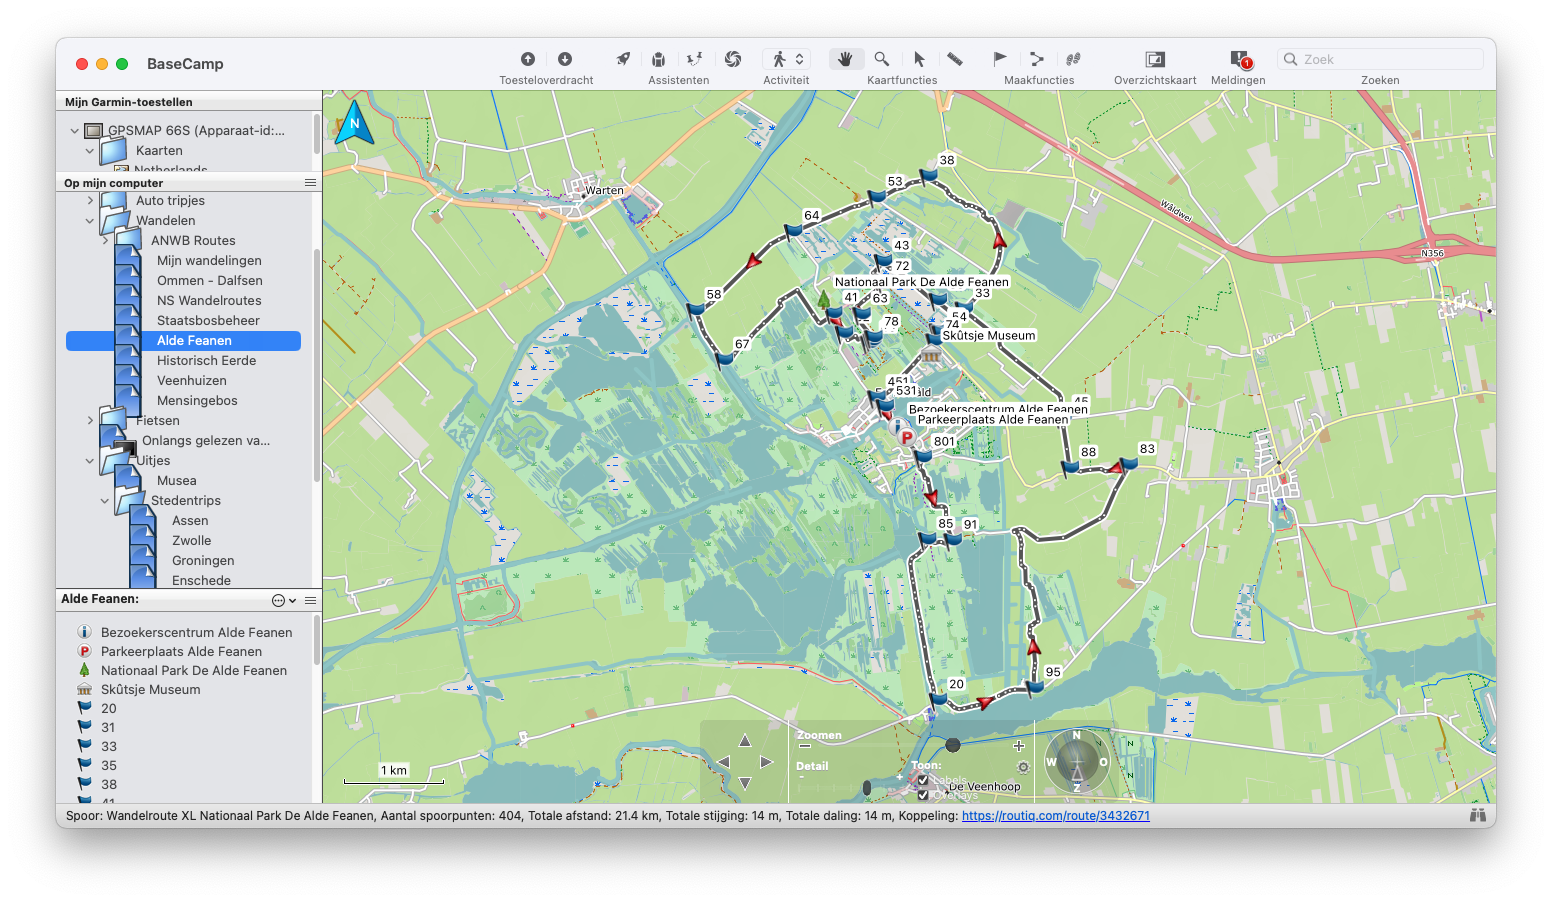 BaseCamp
Toesteloverdracht
Assistenten
Activiteit
Kaartfuncties
Maakfuncties
Overzichtskaart
1
Meldingen
Zoek
Zoeken
Mijn Garmin-toestellen
GPSMAP 66S (Apparaat-id:...
Kaarten
Netherlands
Op mijn computer
Auto tripjes
Wandelen
ANWB Routes
Mijn wandelingen
Ommen - Dalfsen
NS Wandelroutes
Staatsbosbeheer
Alde Feanen
Historisch Eerde
Veenhuizen
Mensingebos
Fietsen
Onlangs gelezen va...
Uitjes
Musea
Stedentrips
Assen
Zwolle
Groningen
Enschede
Alde Feanen:
Bezoekerscentrum Alde Feanen
Parkeerplaats Alde Feanen
Nationaal Park De Alde Feanen
Skûtsje Museum
20
31
33
35
38
41
N
Warten
38
53
64
43
72
Wâldwei
N356
Nationaal Park De Alde Feanen
58
41
63
33
54
74
78
Skûtsje Museum
67
451
531
45
Bezoekerscentrum Alde Feanen
Parkeerplaats Alde Feanen
P
801
88
83
85
91
20
95
1 km
Zoomen
Detail
Toon:
Labels
Overlays
De Veenhoop
N
W
O
Z
Spoor: Wandelroute XL Nationaal Park De Alde Feanen, Aantal spoorpunten: 404, Totale afstand: 21.4 km, Totale stijging: 14 m, Totale daling: 14 m, Koppeling: https://routiq.com/route/3432671